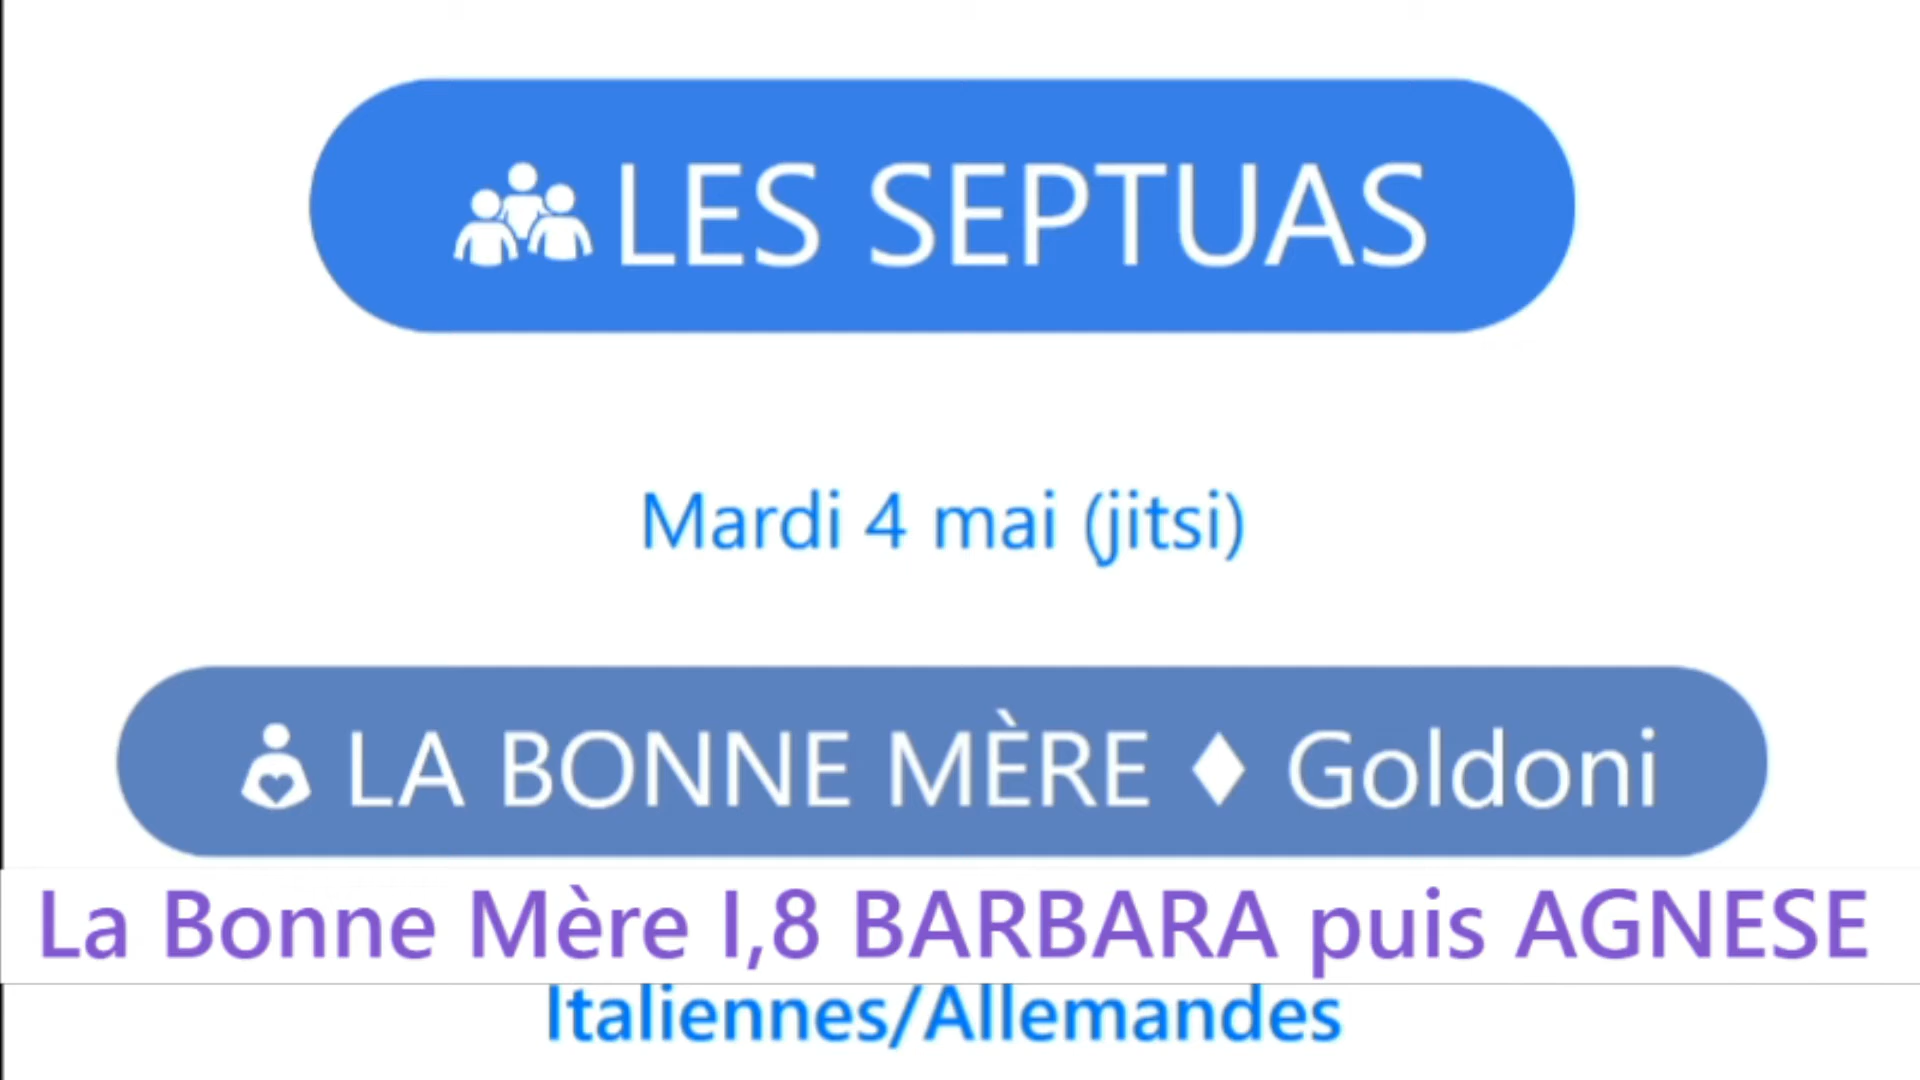 LES SEPTUAS
Mardi 4 mai (jitsi)
LA BONNE MÈRE ♦ Goldoni
La Bonne Mère I,8 BARBARA puis AGNESE
Italiennes/Allemandes